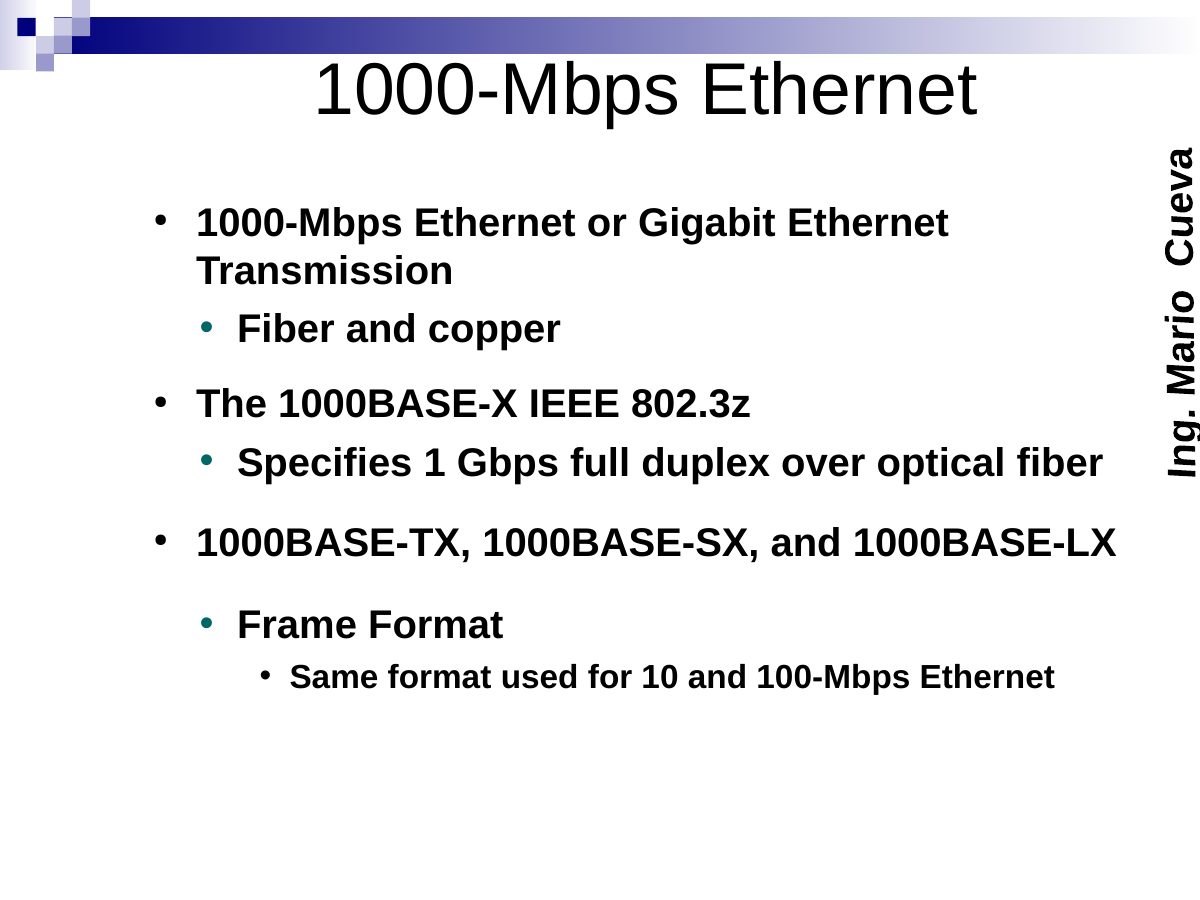 1000-Mbps Ethernet
• 1000-Mbps Ethernet or Gigabit Ethernet
Transmission
• Fiber and copper
• The 1000BASE-X IEEE 802.3z
• Specifies 1 Gbps full duplex over optical fiber
• 1000BASE-TX, 1000BASE-SX, and 1000BASE-LX
• Frame Format
• Same format used for 10 and 100-Mbps Ethernet
Ing. Mario Cueva